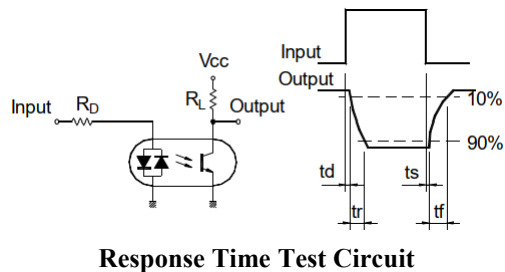 Vcc
RL
Output
Input
RD
Input
Output
10%
90%
td
ts
tr
tf
Response Time Test Circuit